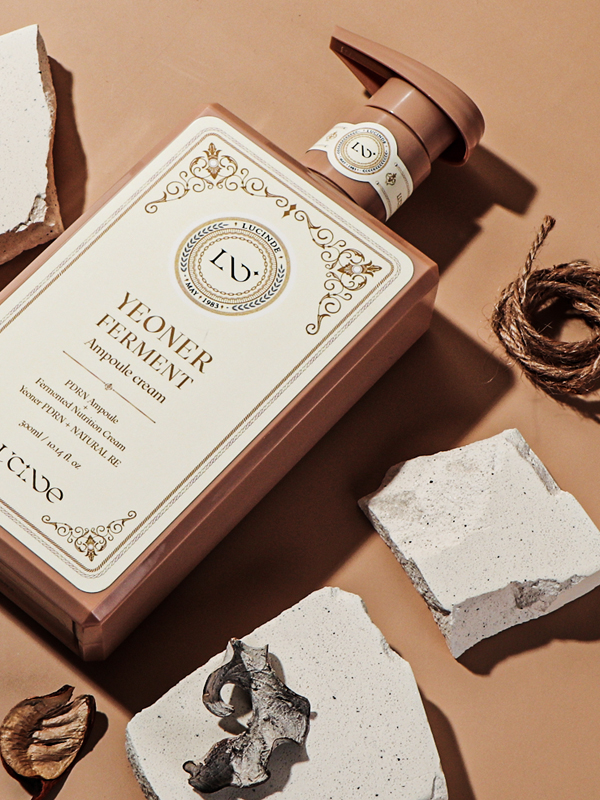 LUCINDE
LN
MAY • 1983
YEONER
FERMENT
Ampoule cream
PDRN Ampoule
+
Fermented Nutrition Cream
Yeoner PDRN + NATURAL RE
300ml / 10.14 fl. oz